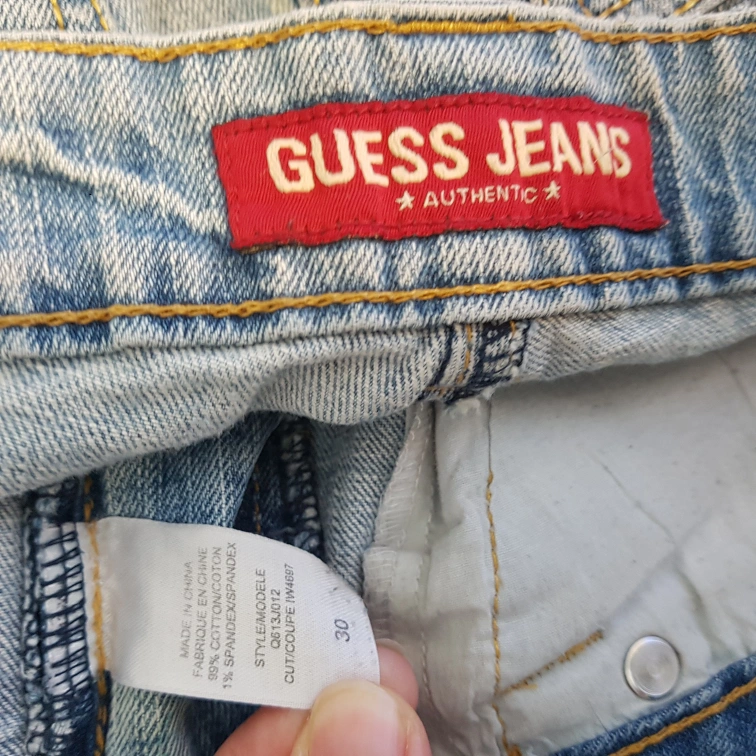 GUESS JEANS
★ AUTHENTIC ★
MADE IN CHINA
FABRIQUE EN CHINE
99% COTTON/COTON
1% SPANDEX/SPANDEX
STYLE/MODELE
Q613J012
CUT/COUPE IW4697
30